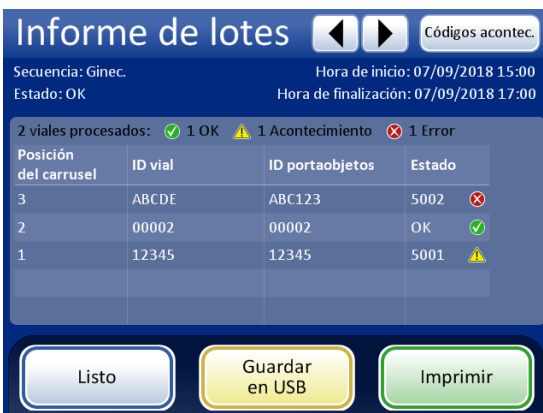 Informe de lotes
Códigos acontec.
Secuencia: Ginec.
Hora de inicio: 07/09/2018 15:00
Estado: OK
Hora de finalización: 07/09/2018 17:00
2 viales procesados: 1 OK 1 Acontecimiento 1 Error
Posición del carrusel ID vial ID portaobjetos Estado
3 ABCDE ABC123 5002
2 00002 00002 OK
1 12345 12345 5001
Listo
Guardar
en USB
Imprimir